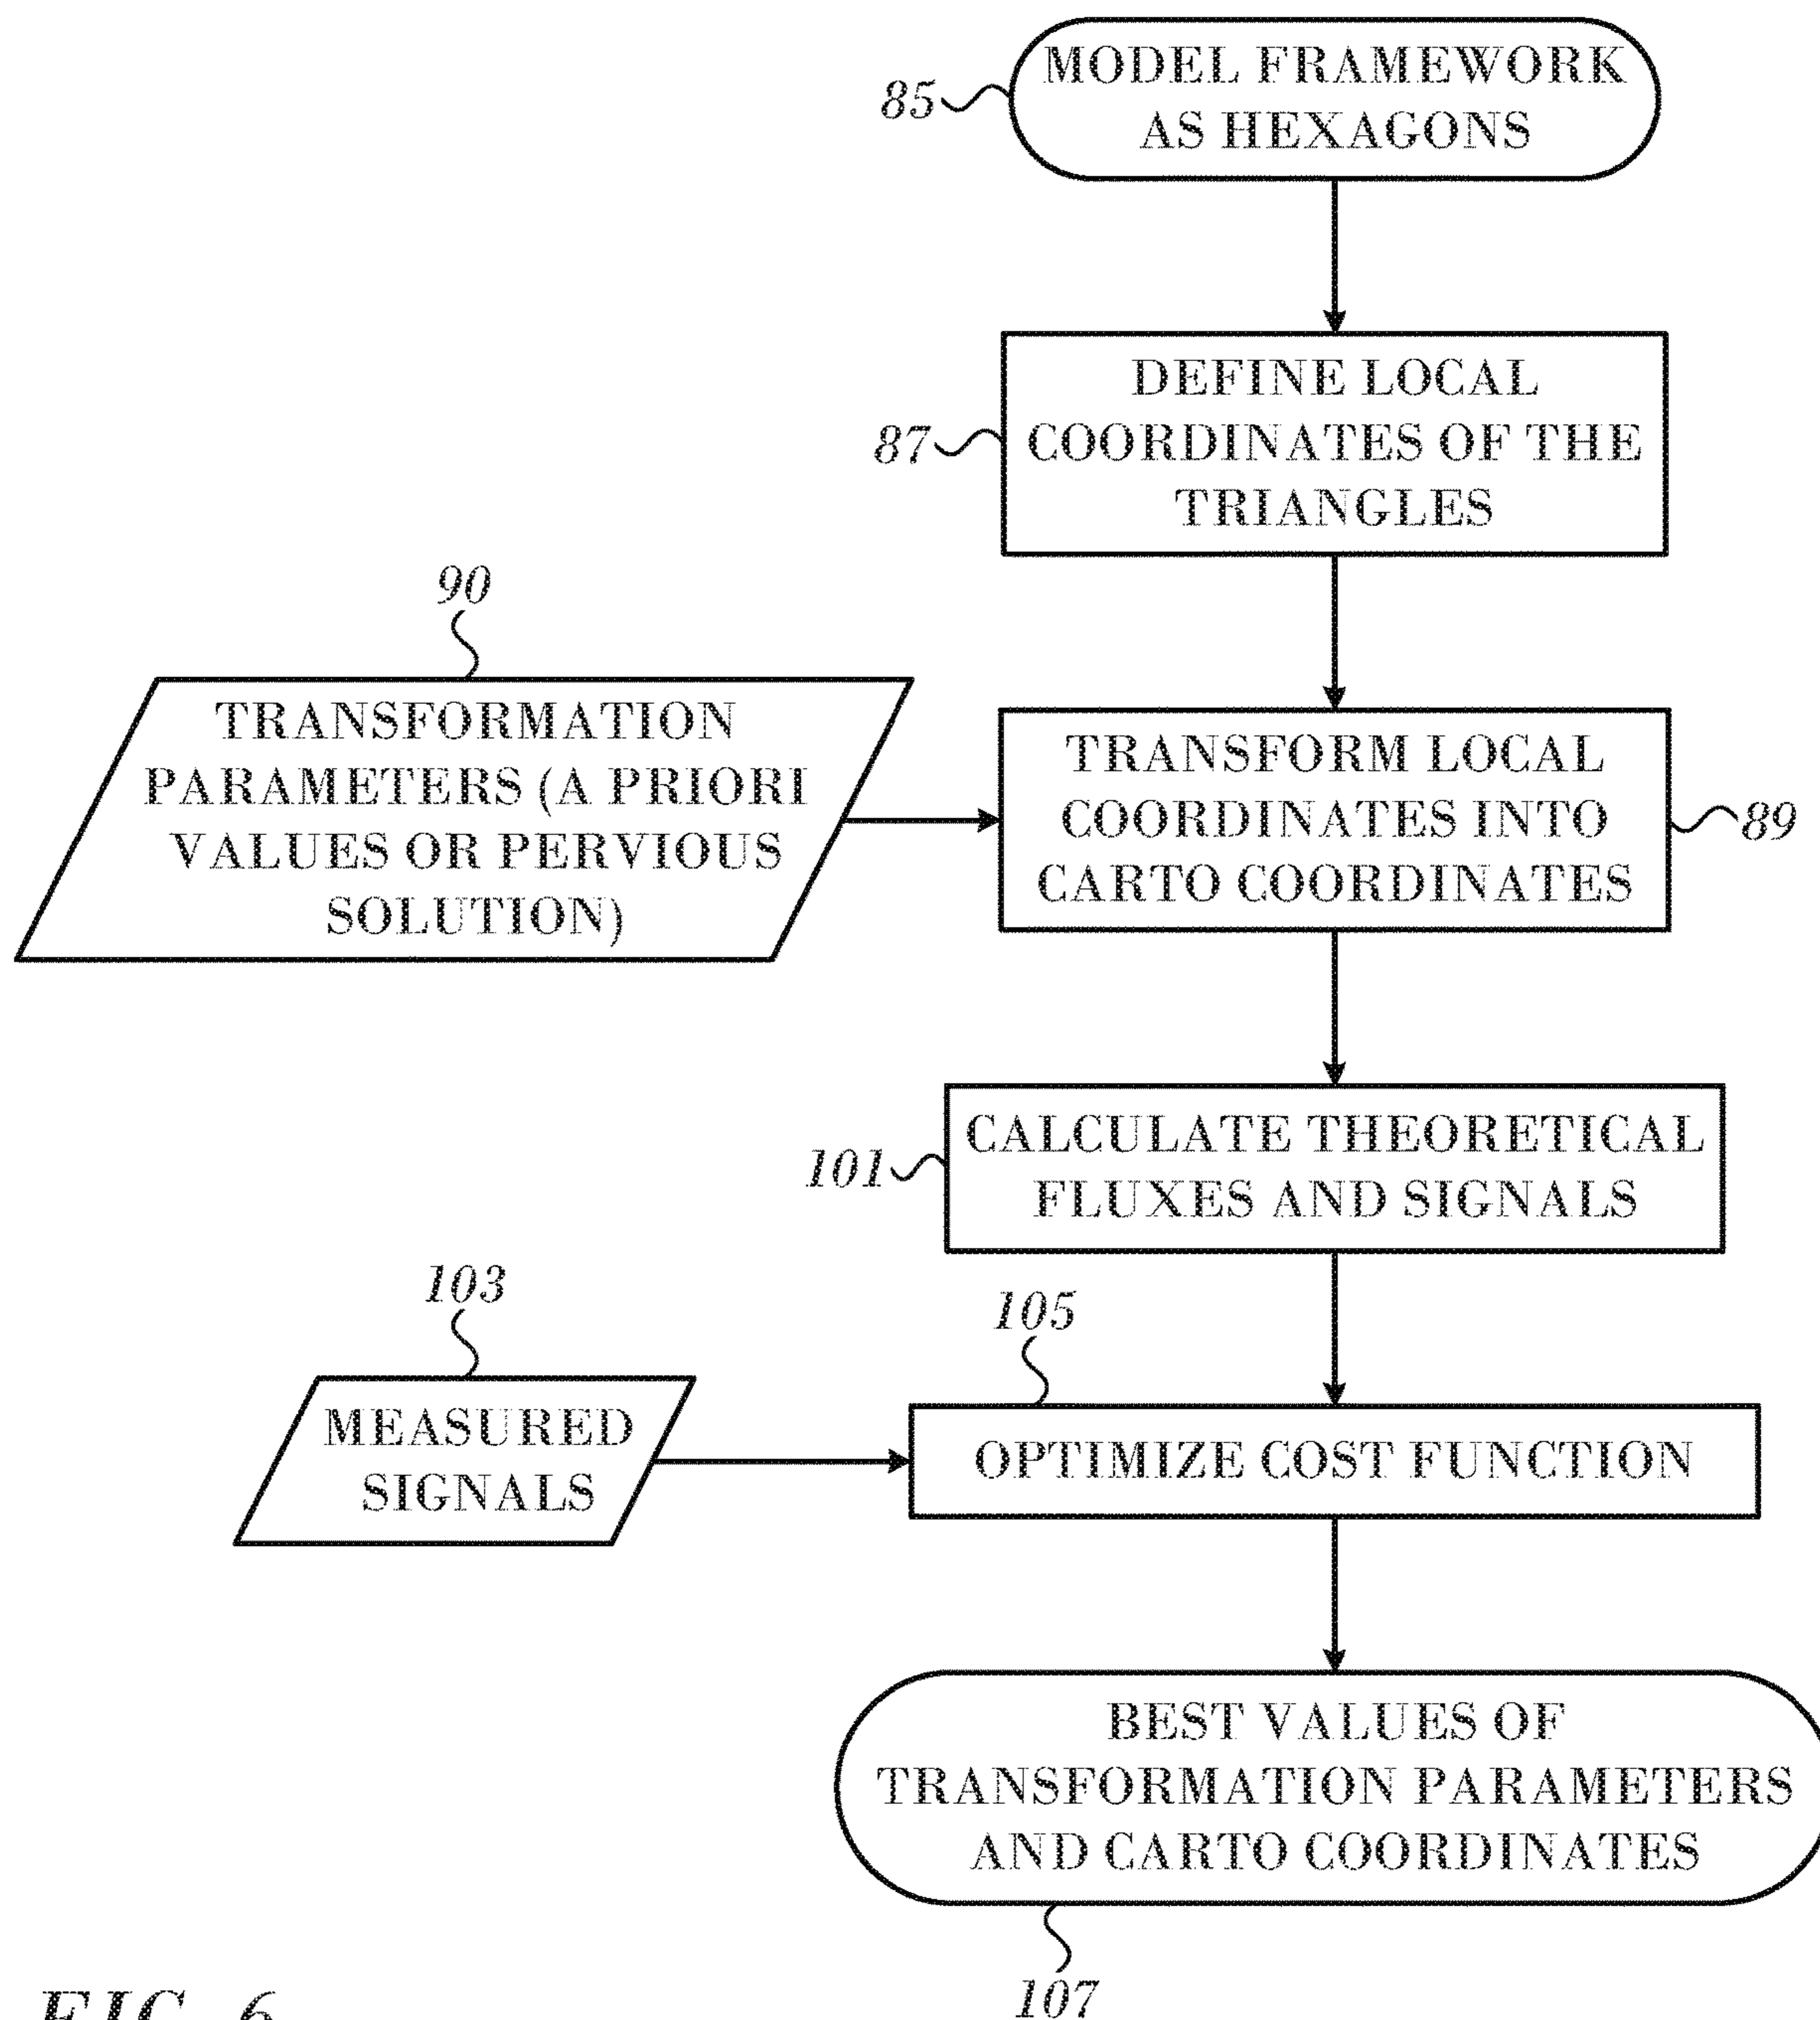 85
MODEL FRAMEWORK
AS HEXAGONS
87
DEFINE LOCAL
COORDINATES OF THE
TRIANGLES
90
TRANSFORMATION
PARAMETERS (A PRIORI
VALUES OR PERVIOUS
SOLUTION)
TRANSFORM LOCAL
COORDINATES INTO
CARTO COORDINATES
89
101
CALCULATE THEORETICAL
FLUXES AND SIGNALS
103
MEASURED
SIGNALS
105
OPTIMIZE COST FUNCTION
BEST VALUES OF
TRANSFORMATION PARAMETERS
AND CARTO COORDINATES
107
FIG. 6